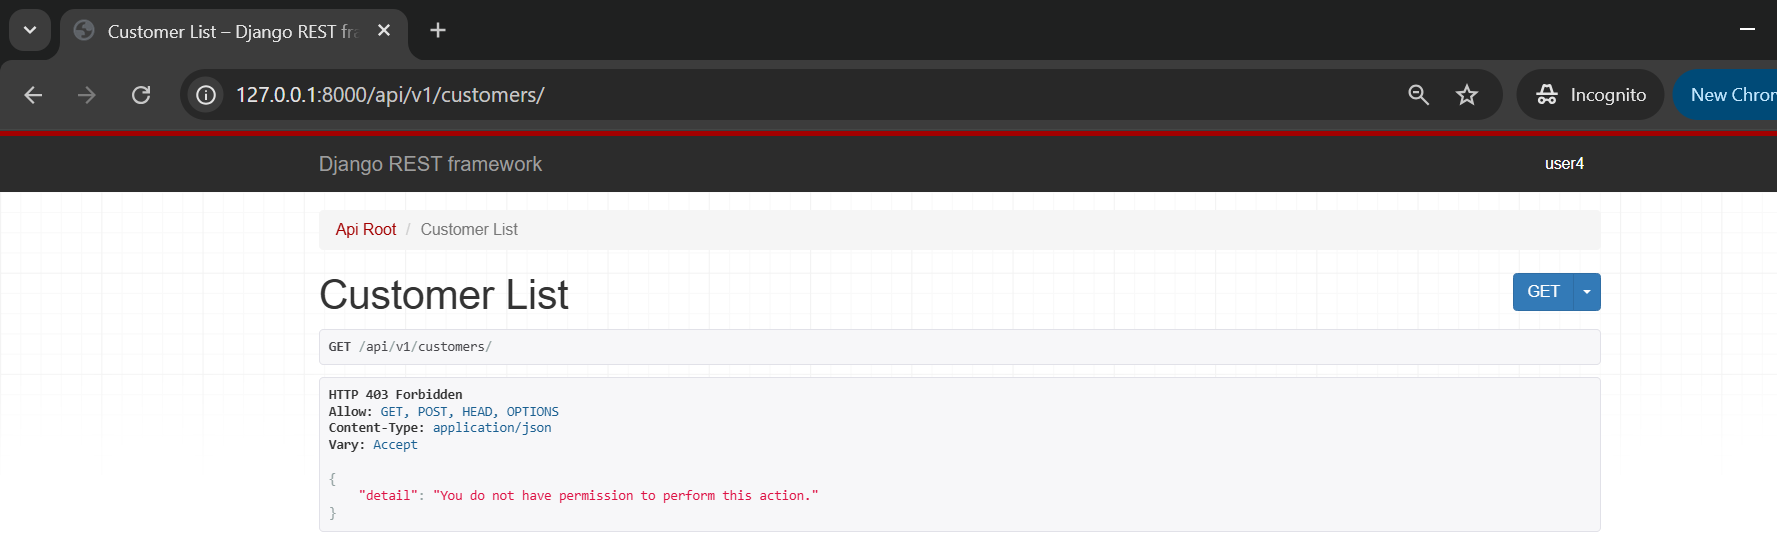 Customer List – Django REST fra
127.0.0.1:8000/api/v1/customers/
Incognito
New Chrom
Django REST framework
user4
Api Root / Customer List
Customer List
GET
GET /api/v1/customers/
HTTP 403 Forbidden
Allow: GET, POST, HEAD, OPTIONS
Content-Type: application/json
Vary: Accept
{
"detail": "You do not have permission to perform this action."
}